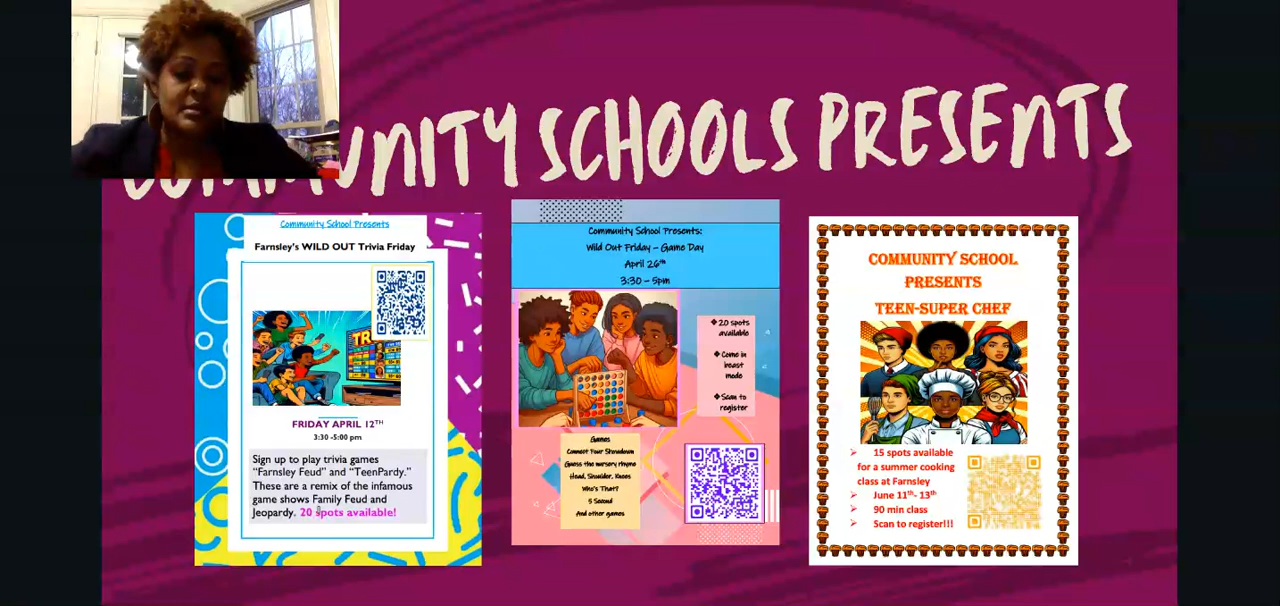 COMMUNITY SCHOOLS PRESENTS
Community School Presents
Farnsley's WILD OUT Trivia Friday
FRIDAY APRIL 12TH
3:30 -5:00 pm
Sign up to play trivia games
"Farnsley Feud" and "TeenPardy."
These are a remix of the infamous
game shows Family Feud and
Jeopardy. 20 spots available!
Community School Presents:
Wild Out Friday – Game Day
April 26th
3:30 – 5pm
❖ 20 spots
available
❖ Come in
beast
mode
❖ Scan to
register
Games
Connect Four Showdown
Guess the nursery rhyme
Head, Shoulder, Knees
Who's That?
5 Second
And other games
COMMUNITY SCHOOL
PRESENTS
TEEN-SUPER CHEF
➢ 15 spots available
for a summer cooking
class at Farnsley
➢ June 11th- 13th
➢ 90 min class
➢ Scan to register!!!